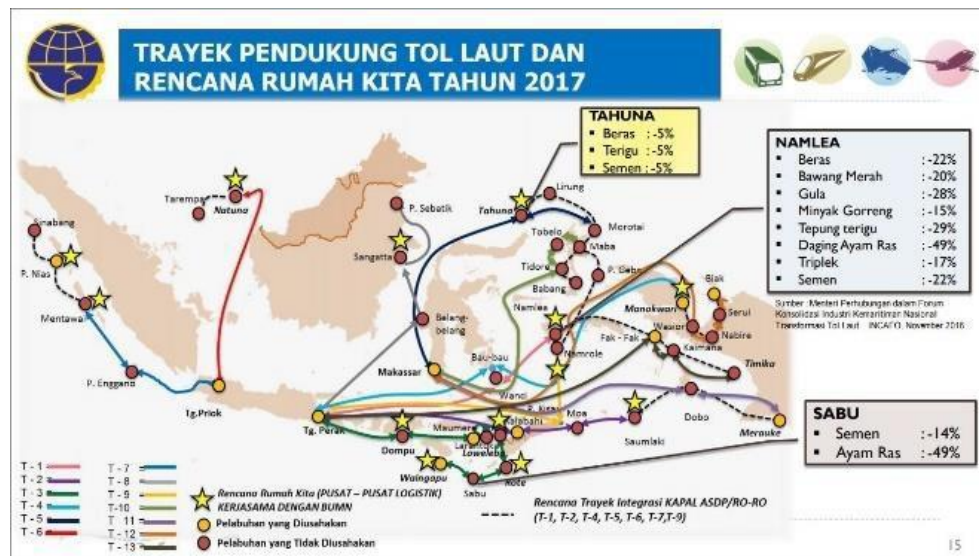 TRAYEK PENDUKUNG TOL LAUT DAN
RENCANA RUMAH KITA TAHUN 2017
TAHUNA
▪ Beras : -5%
▪ Terigu : -5%
▪ Semen : -5%
NAMLEA
▪ Beras :-22%
▪ Bawang Merah :-20%
▪ Gula :-28%
▪ Minyak Gorreng :-15%
▪ Tepung terigu :-29%
▪ Daging Ayam Ras :-49%
▪ Triplek :-17%
▪ Semen :-22%
Sumber : Menteri Perhubungan dalam Forum
Konsolidasi Industri Kemaritiman Nasional
Transformasi Tol Laut INCAFO, November 2016
SABU
▪ Semen :-14%
▪ Ayam Ras :-49%
Sinabang
P. Nias
Mentawa
P. Enggano
Tg.Priok
Tarempa
Natuna
P. Sebatik
Sangatta
Belang-
belang
Makassar
Tg. Perak
Tahuna
Lirung
Morotai
Tobelo
Maba
Tidore
Babang
Namlea
Namrole
Bau-bau
Wanci
Manokwari
Biak
Serui
Nabire
Wasior
Fak - Fak
Kaimana
Timika
Dobo
Merauke
Saumlaki
Moa
Kalabahi
Maumere
Larantuka
Loweleba
Dompu
Waingapu
Sabu
Rote
T - 1
T - 2
T - 3
T - 4
T - 5
T - 6
T - 7
T - 8
T - 9
T -10
T - 11
T - 12
T - 13
Rencana Rumah Kita (PUSAT – PUSAT LOGISTIK)
KERJASAMA DENGAN BUMN
Pelabuhan yang Diusahakan
Pelabuhan yang Tidak Diusahakan
Rencana Trayek Integrasi KAPAL ASDP/RO-RO
(T-1, T-2, T-4, T-5, T-6, T-7,T-9)
15